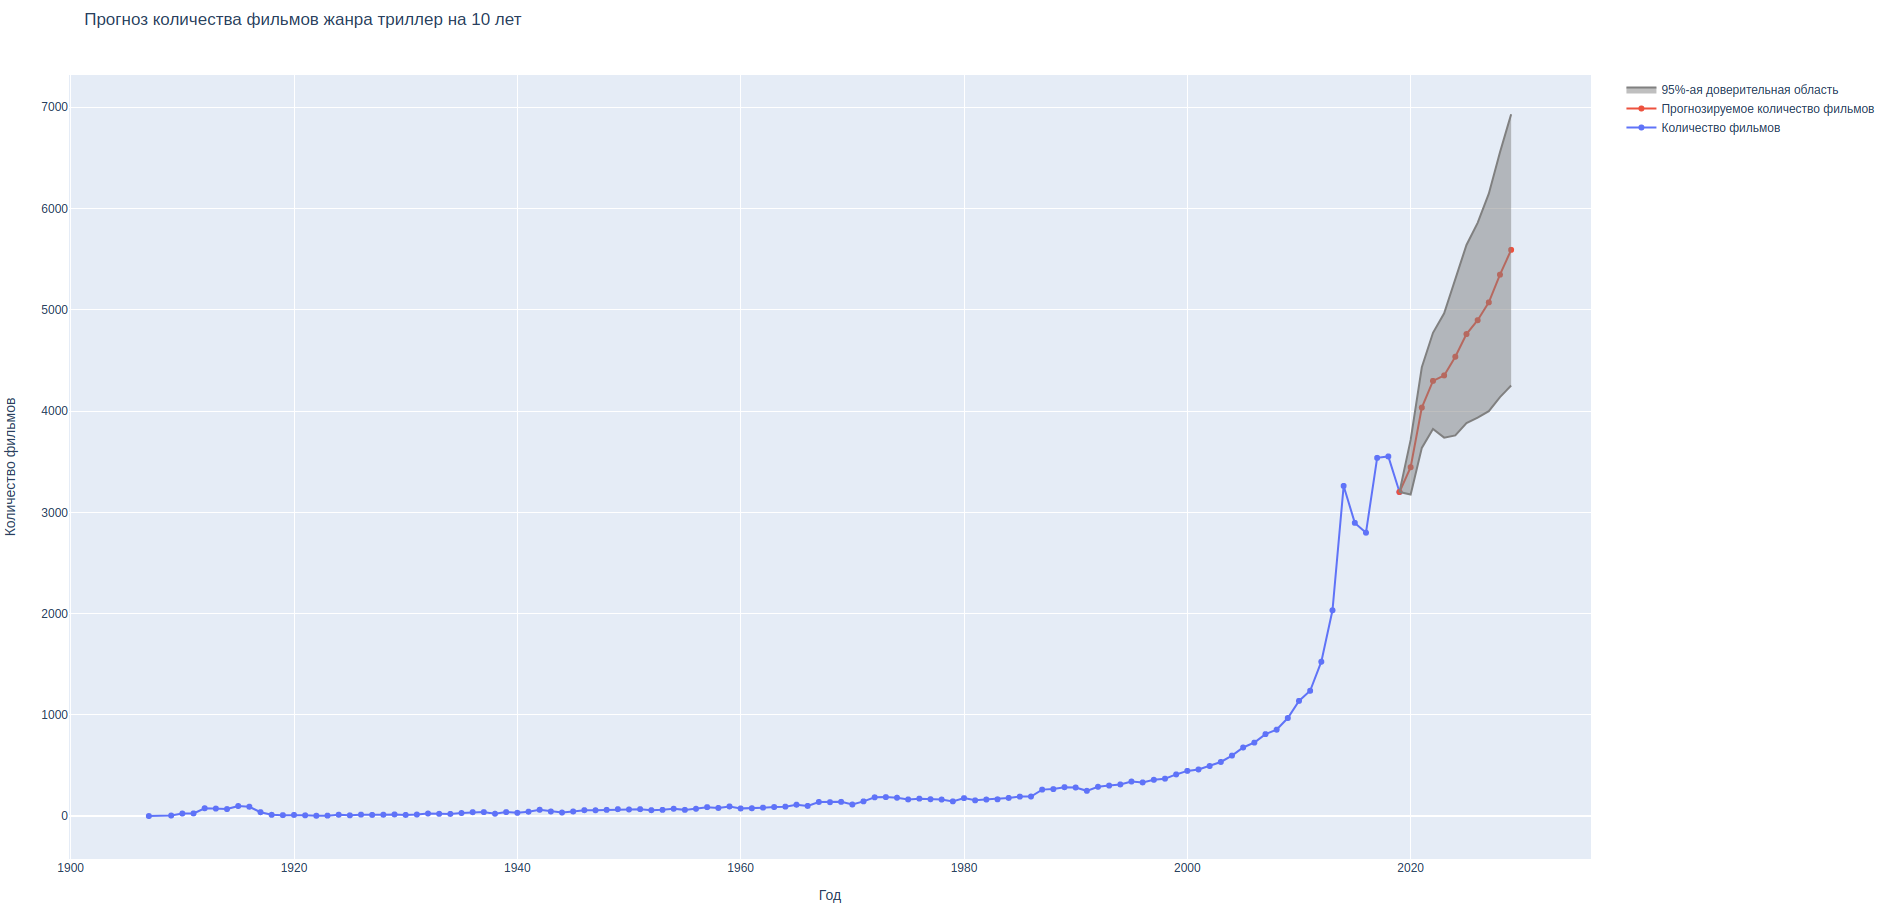 Прогноз количества фильмов жанра триллер на 10 лет
95%-ая доверительная область
Прогнозируемое количество фильмов
Количество фильмов
7000
6000
5000
4000
3000
2000
1000
0
Количество фильмов
1900 1920 1940 1960 1980 2000 2020
Год